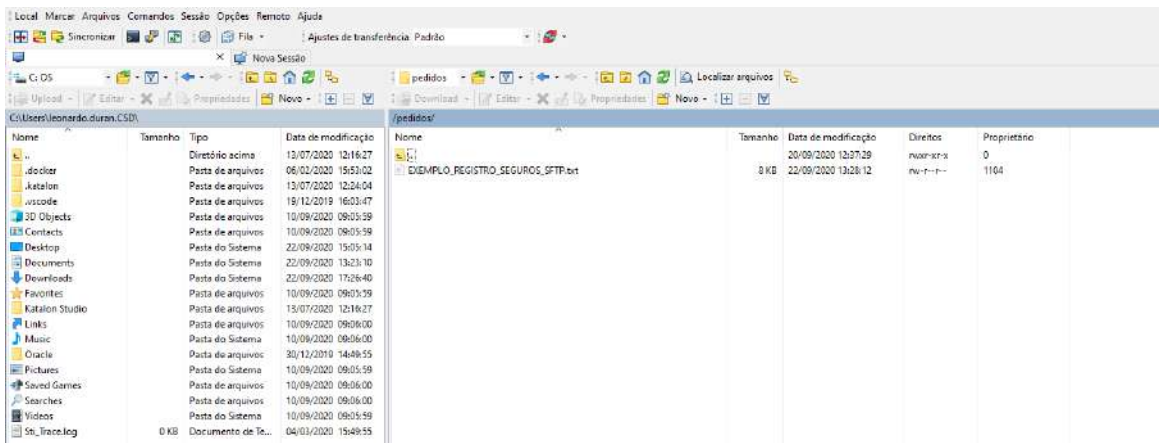 Local Marcar Arquivos Comandos Sessão Opções Remoto Ajuda
Sincronizar Fila Ajustes de transferência Padrão
Nova Sessão
C: OS pedidos Localizar arquivos
Upload Editar Propriedades Novo Download Editar Propriedades Novo
C:\Users\leonardo.duran.CSD\ /pedidos/
Nome Tamanho Tipo Data de modificação Nome Tamanho Data de modificação Direitos Proprietário
.. Diretório acima 13/07/2020 12:16:27 .. 20/09/2020 12:37:29 rwxr-xr-x 0
.docker Pasta de arquivos 06/02/2020 15:53:02 EXEMPLO_REGISTRO_SEGUROS_SFTP.txt 8 KB 22/09/2020 13:28:12 rw-r--r-- 1104
.katalon Pasta de arquivos 13/07/2020 12:24:04
.vscode Pasta de arquivos 19/12/2019 16:03:47
3D Objects Pasta do Sistema 10/09/2020 09:05:59
Contacts Pasta do Sistema 10/09/2020 09:05:59
Desktop Pasta do Sistema 22/09/2020 15:05:14
Documents Pasta do Sistema 22/09/2020 13:23:10
Downloads Pasta do Sistema 22/09/2020 17:26:40
Favorites Pasta de arquivos 10/09/2020 09:05:59
Katalon Studio Pasta de arquivos 13/07/2020 12:16:27
Links Pasta de arquivos 10/09/2020 09:06:00
Music Pasta do Sistema 10/09/2020 09:06:00
Oracle Pasta de arquivos 30/12/2019 14:49:55
Pictures Pasta do Sistema 10/09/2020 09:05:59
Saved Games Pasta de arquivos 10/09/2020 09:06:00
Searches Pasta de arquivos 10/09/2020 09:06:00
Videos Pasta do Sistema 10/09/2020 09:05:59
Sti_Trace.log 0 KB Documento de Te... 04/03/2020 15:49:55